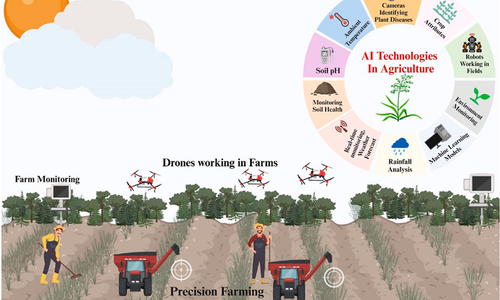 Cameras
Identifying
Plant Diseases
Crop
Attributes
Robots
Working in
Fields
Environment
Monitoring
Machine Learning
Models
Rainfall
Analysis
Real-time
monitoring,
Weather
Forecast
Monitoring
Soil Health
Soil pH
Ambient
Temperature
AI Technologies
In Agriculture
Drones working in Farms
Farm Monitoring
Precision Farming